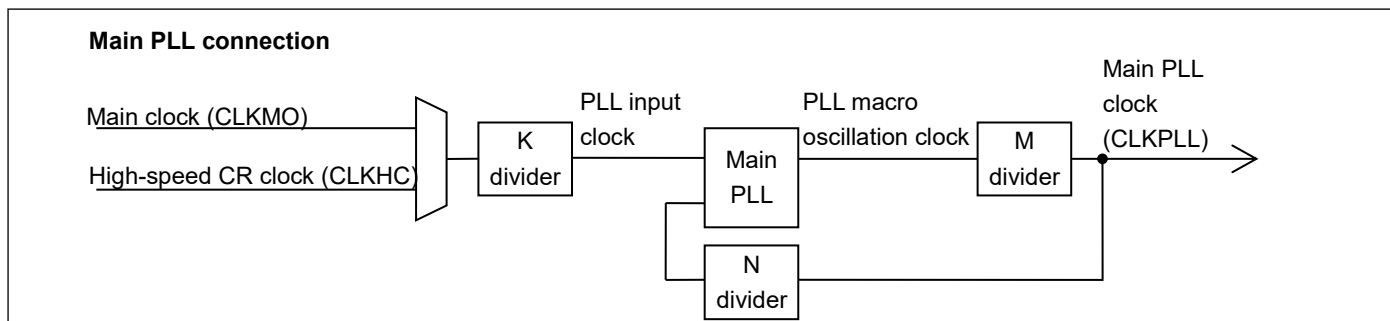 Main PLL connection
Main clock (CLKMO)
High-speed CR clock (CLKHC)
K
divider
PLL input
clock
Main
PLL
PLL macro
oscillation clock
M
divider
Main PLL
clock
(CLKPLL)
N
divider